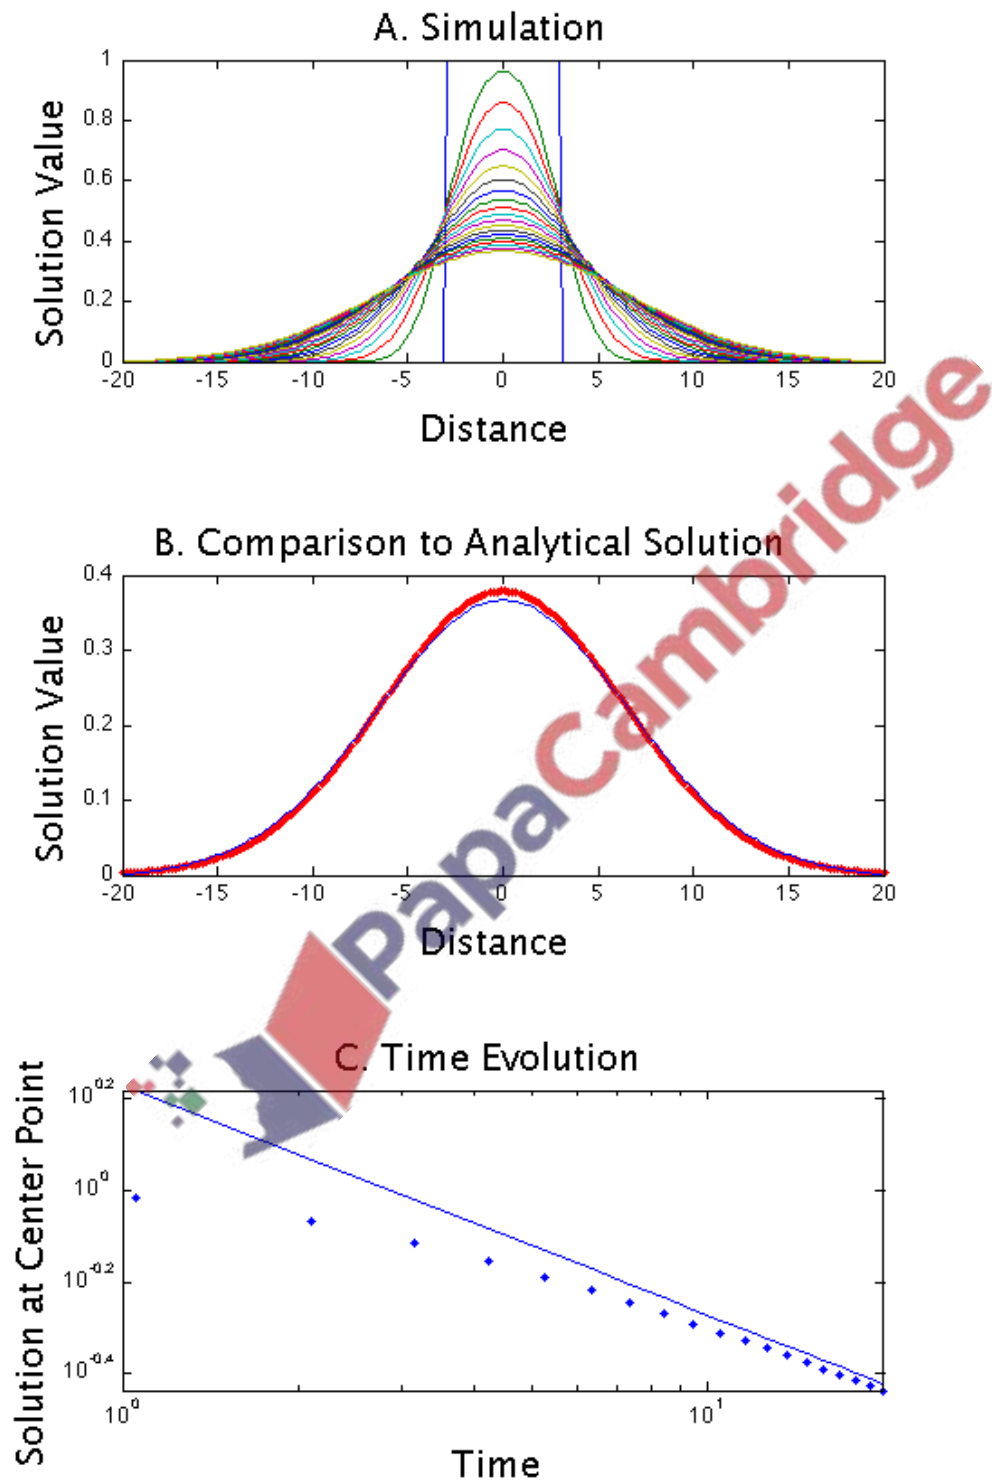 A. Simulation
Solution Value
1
0.8
0.6
0.4
0.2
0
-20 -15 -10 -5 0 5 10 15 20
Distance
B. Comparison to Analytical Solution
Solution Value
0.4
0.3
0.2
0.1
0
-20 -15 -10 -5 0 5 10 15 20
Distance
PapaCambridge
C. Time Evolution
Solution at Center Point
10^0.2
10^0
10^-0.2
10^-0.4
10^0 10^1
Time